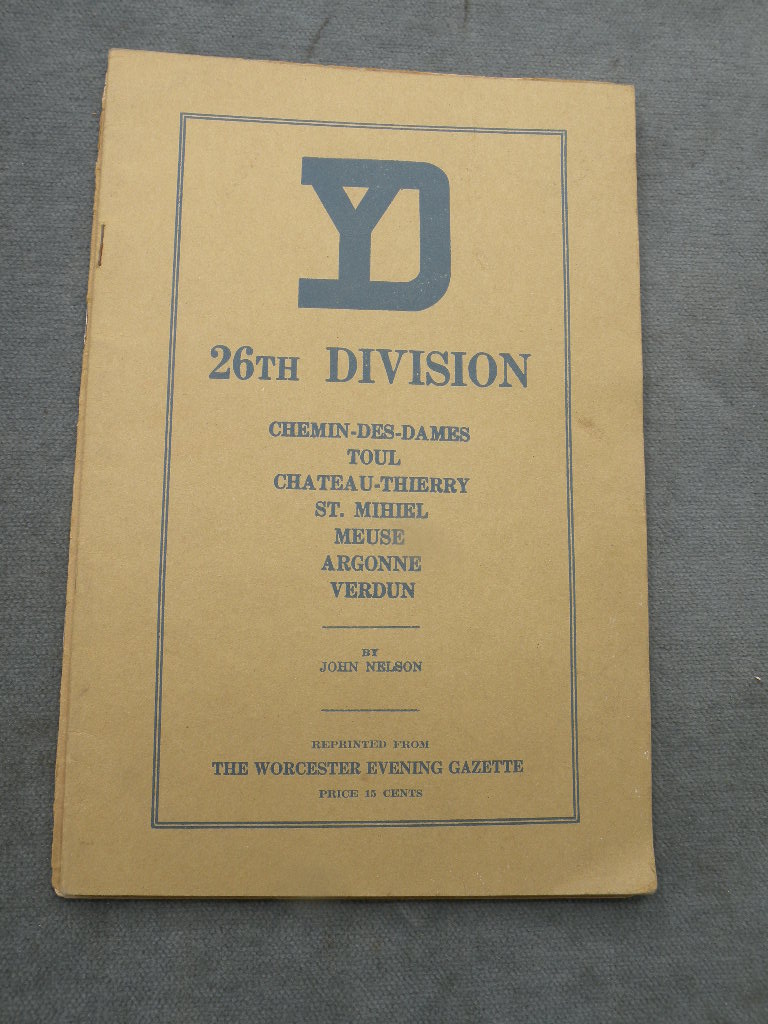 YD
26TH DIVISION
CHEMIN-DES-DAMES
TOUL
CHATEAU-THIERRY
ST. MIHIEL
MEUSE
ARGONNE
VERDUN
BY
JOHN NELSON
REPRINTED FROM
THE WORCESTER EVENING GAZETTE
PRICE 15 CENTS